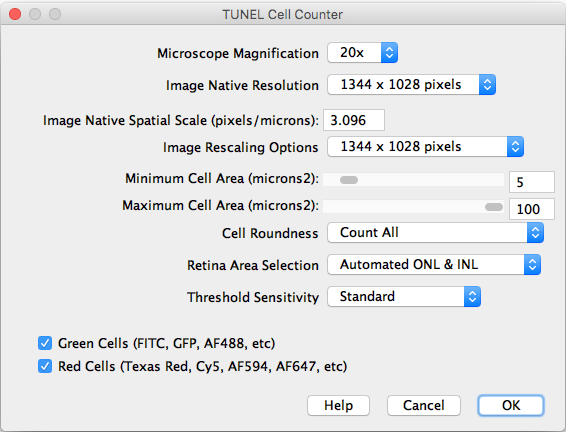 TUNEL Cell Counter
Microscope Magnification 20x
Image Native Resolution 1344 x 1028 pixels
Image Native Spatial Scale (pixels/microns): 3.096
Image Rescaling Options 1344 x 1028 pixels
Minimum Cell Area (microns2): 5
Maximum Cell Area (microns2): 100
Cell Roundness Count All
Retina Area Selection Automated ONL & INL
Threshold Sensitivity Standard
Green Cells (FITC, GFP, AF488, etc)
Red Cells (Texas Red, Cy5, AF594, AF647, etc)
Help Cancel OK